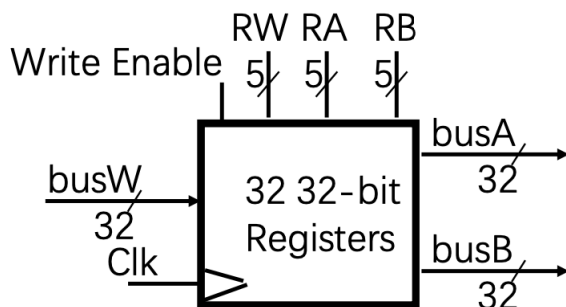 RW RA RB
Write Enable
5 5 5
busW
32
Clk
32 32-bit
Registers
busA
32
busB
32